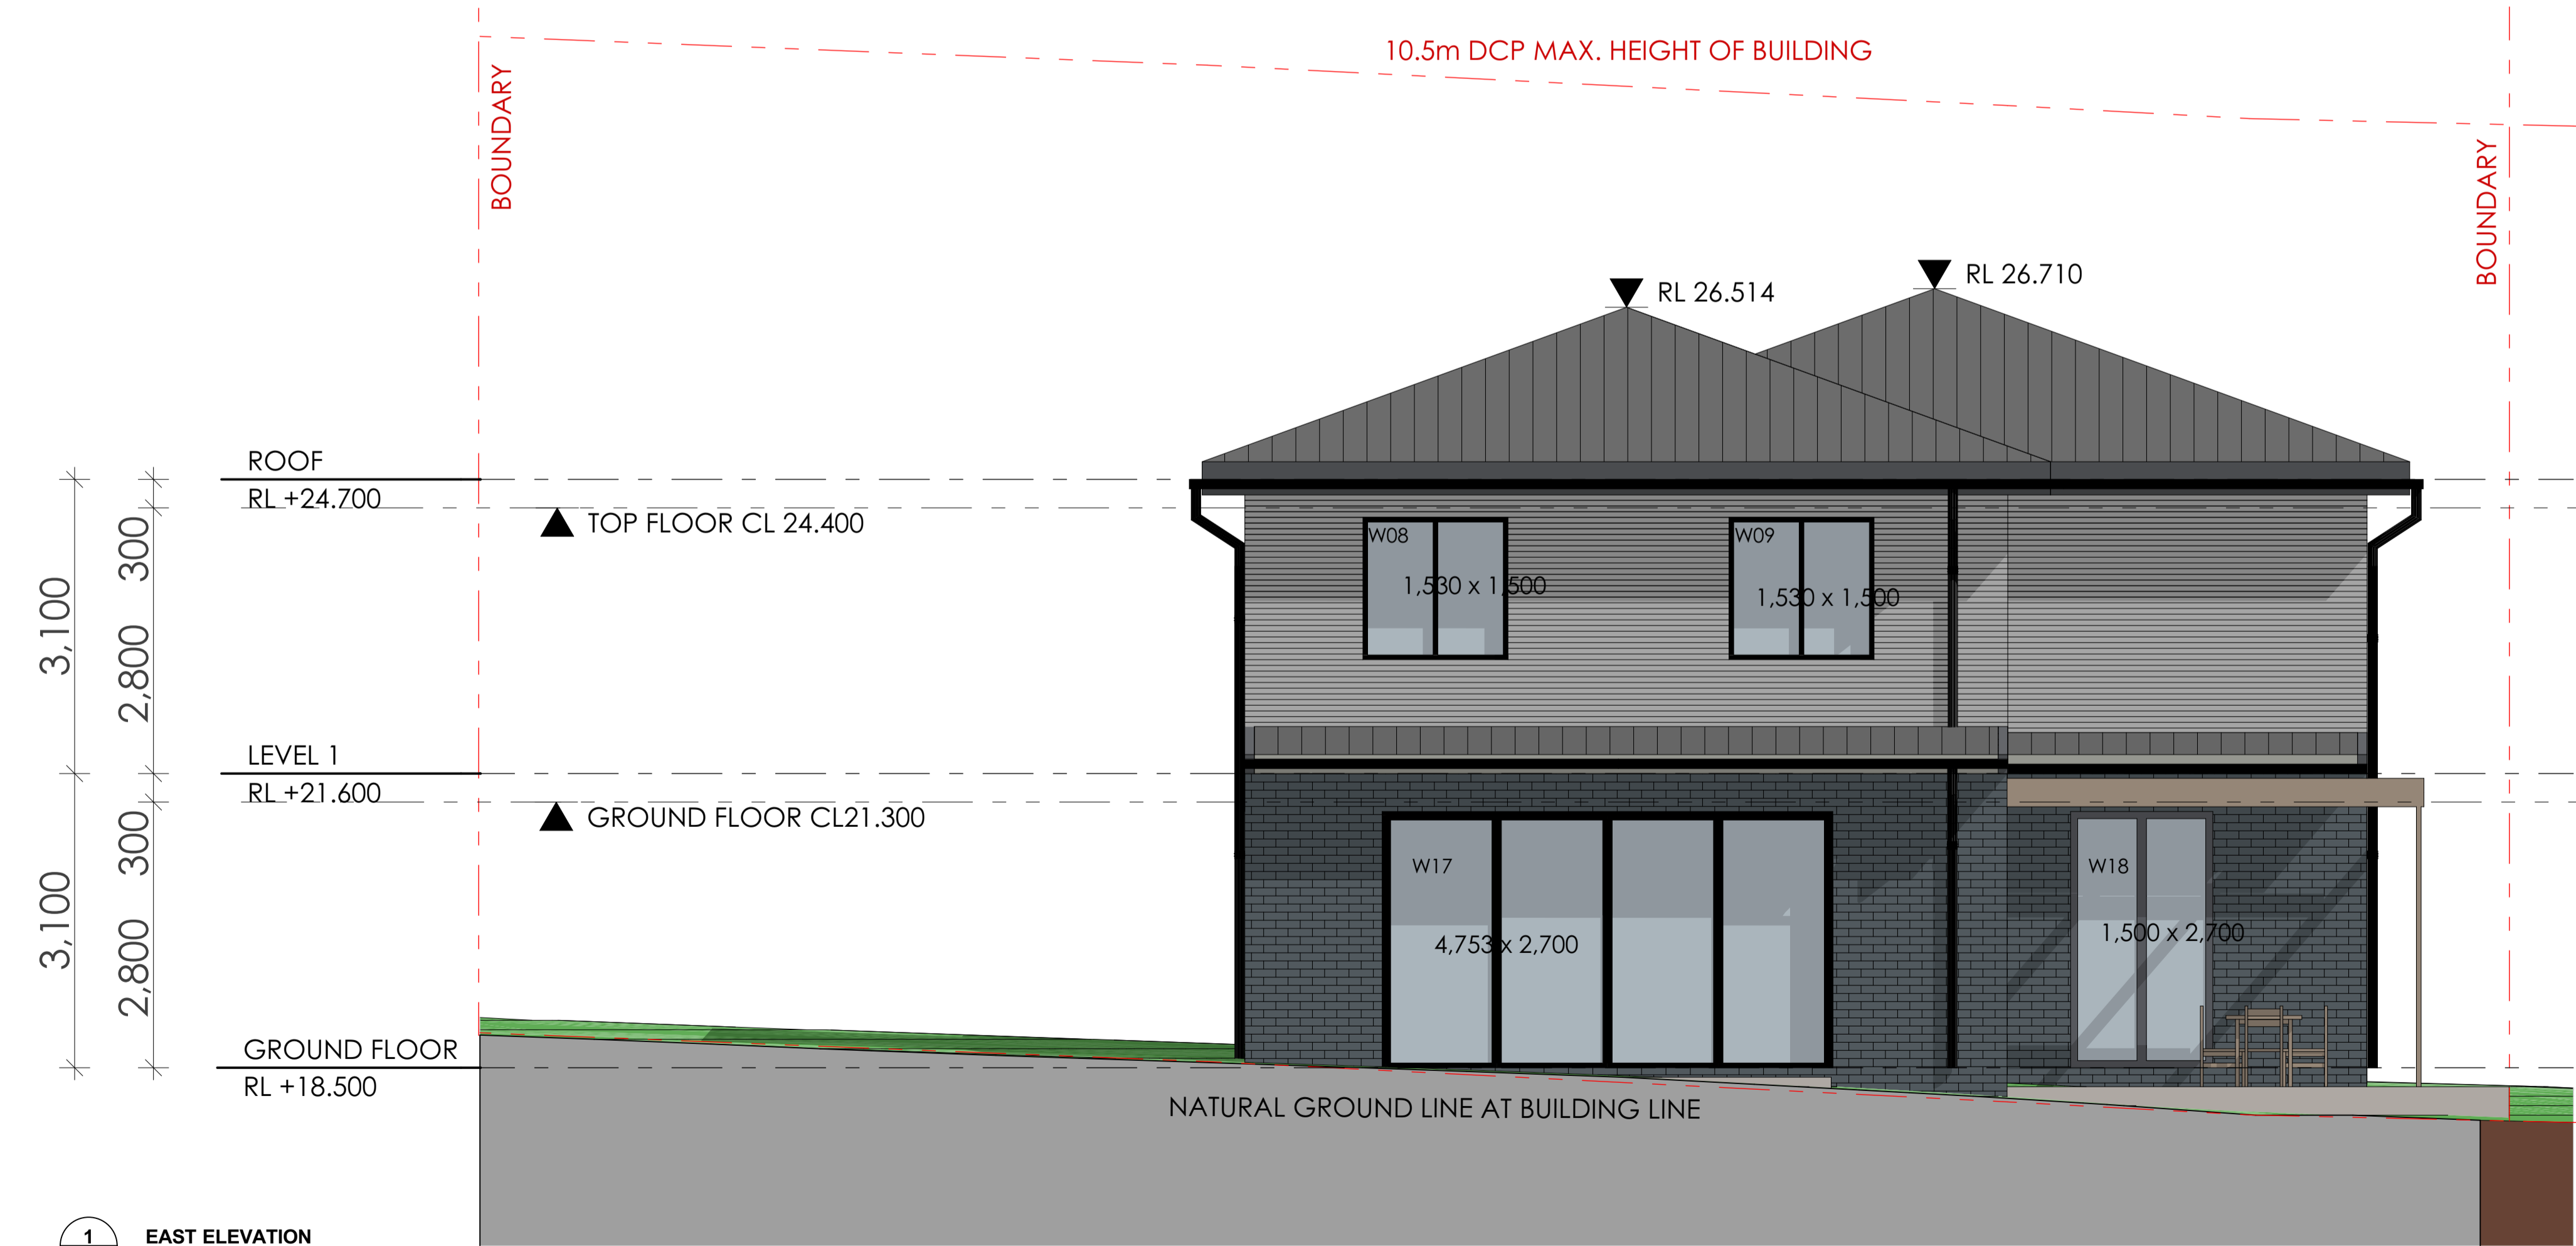 10.5m DCP MAX. HEIGHT OF BUILDING
BOUNDARY
BOUNDARY
RL 26.710
RL 26.514
ROOF
RL +24.700
TOP FLOOR CL 24.400
300
3,100
2,800
W08
1,530 x 1,500
W09
1,530 x 1,500
LEVEL 1
RL +21.600
GROUND FLOOR CL21.300
300
3,100
2,800
W17
4,753 x 2,700
W18
1,500 x 2,700
GROUND FLOOR
RL +18.500
NATURAL GROUND LINE AT BUILDING LINE
1
EAST ELEVATION